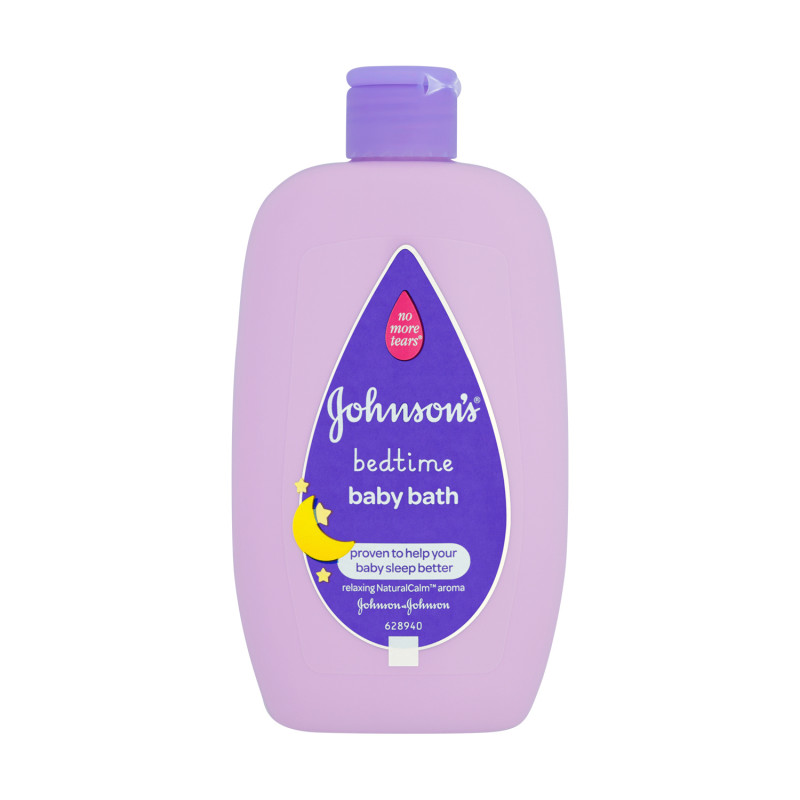 no
more
tears®
Johnson's®
bedtime
baby bath
proven to help your
baby sleep better
relaxing NaturalCalm™ aroma
Johnson & Johnson
628940